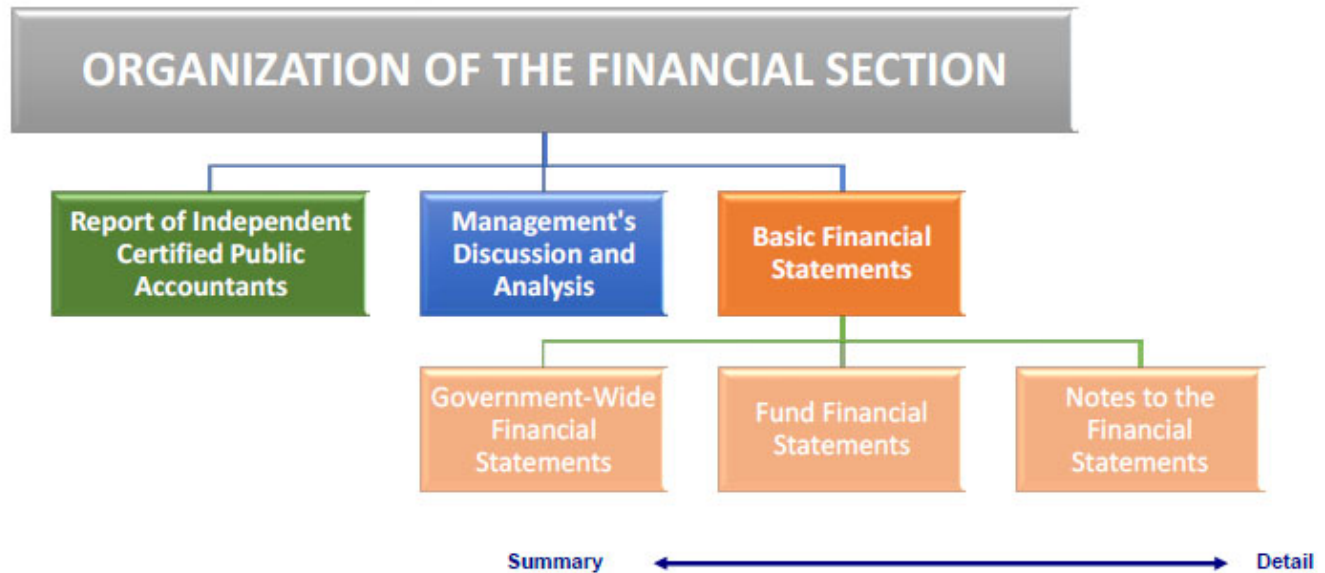 ORGANIZATION OF THE FINANCIAL SECTION
Report of Independent
Certified Public
Accountants
Management's
Discussion and
Analysis
Basic Financial
Statements
Government-Wide
Financial
Statements
Fund Financial
Statements
Notes to the
Financial
Statements
Summary
Detail